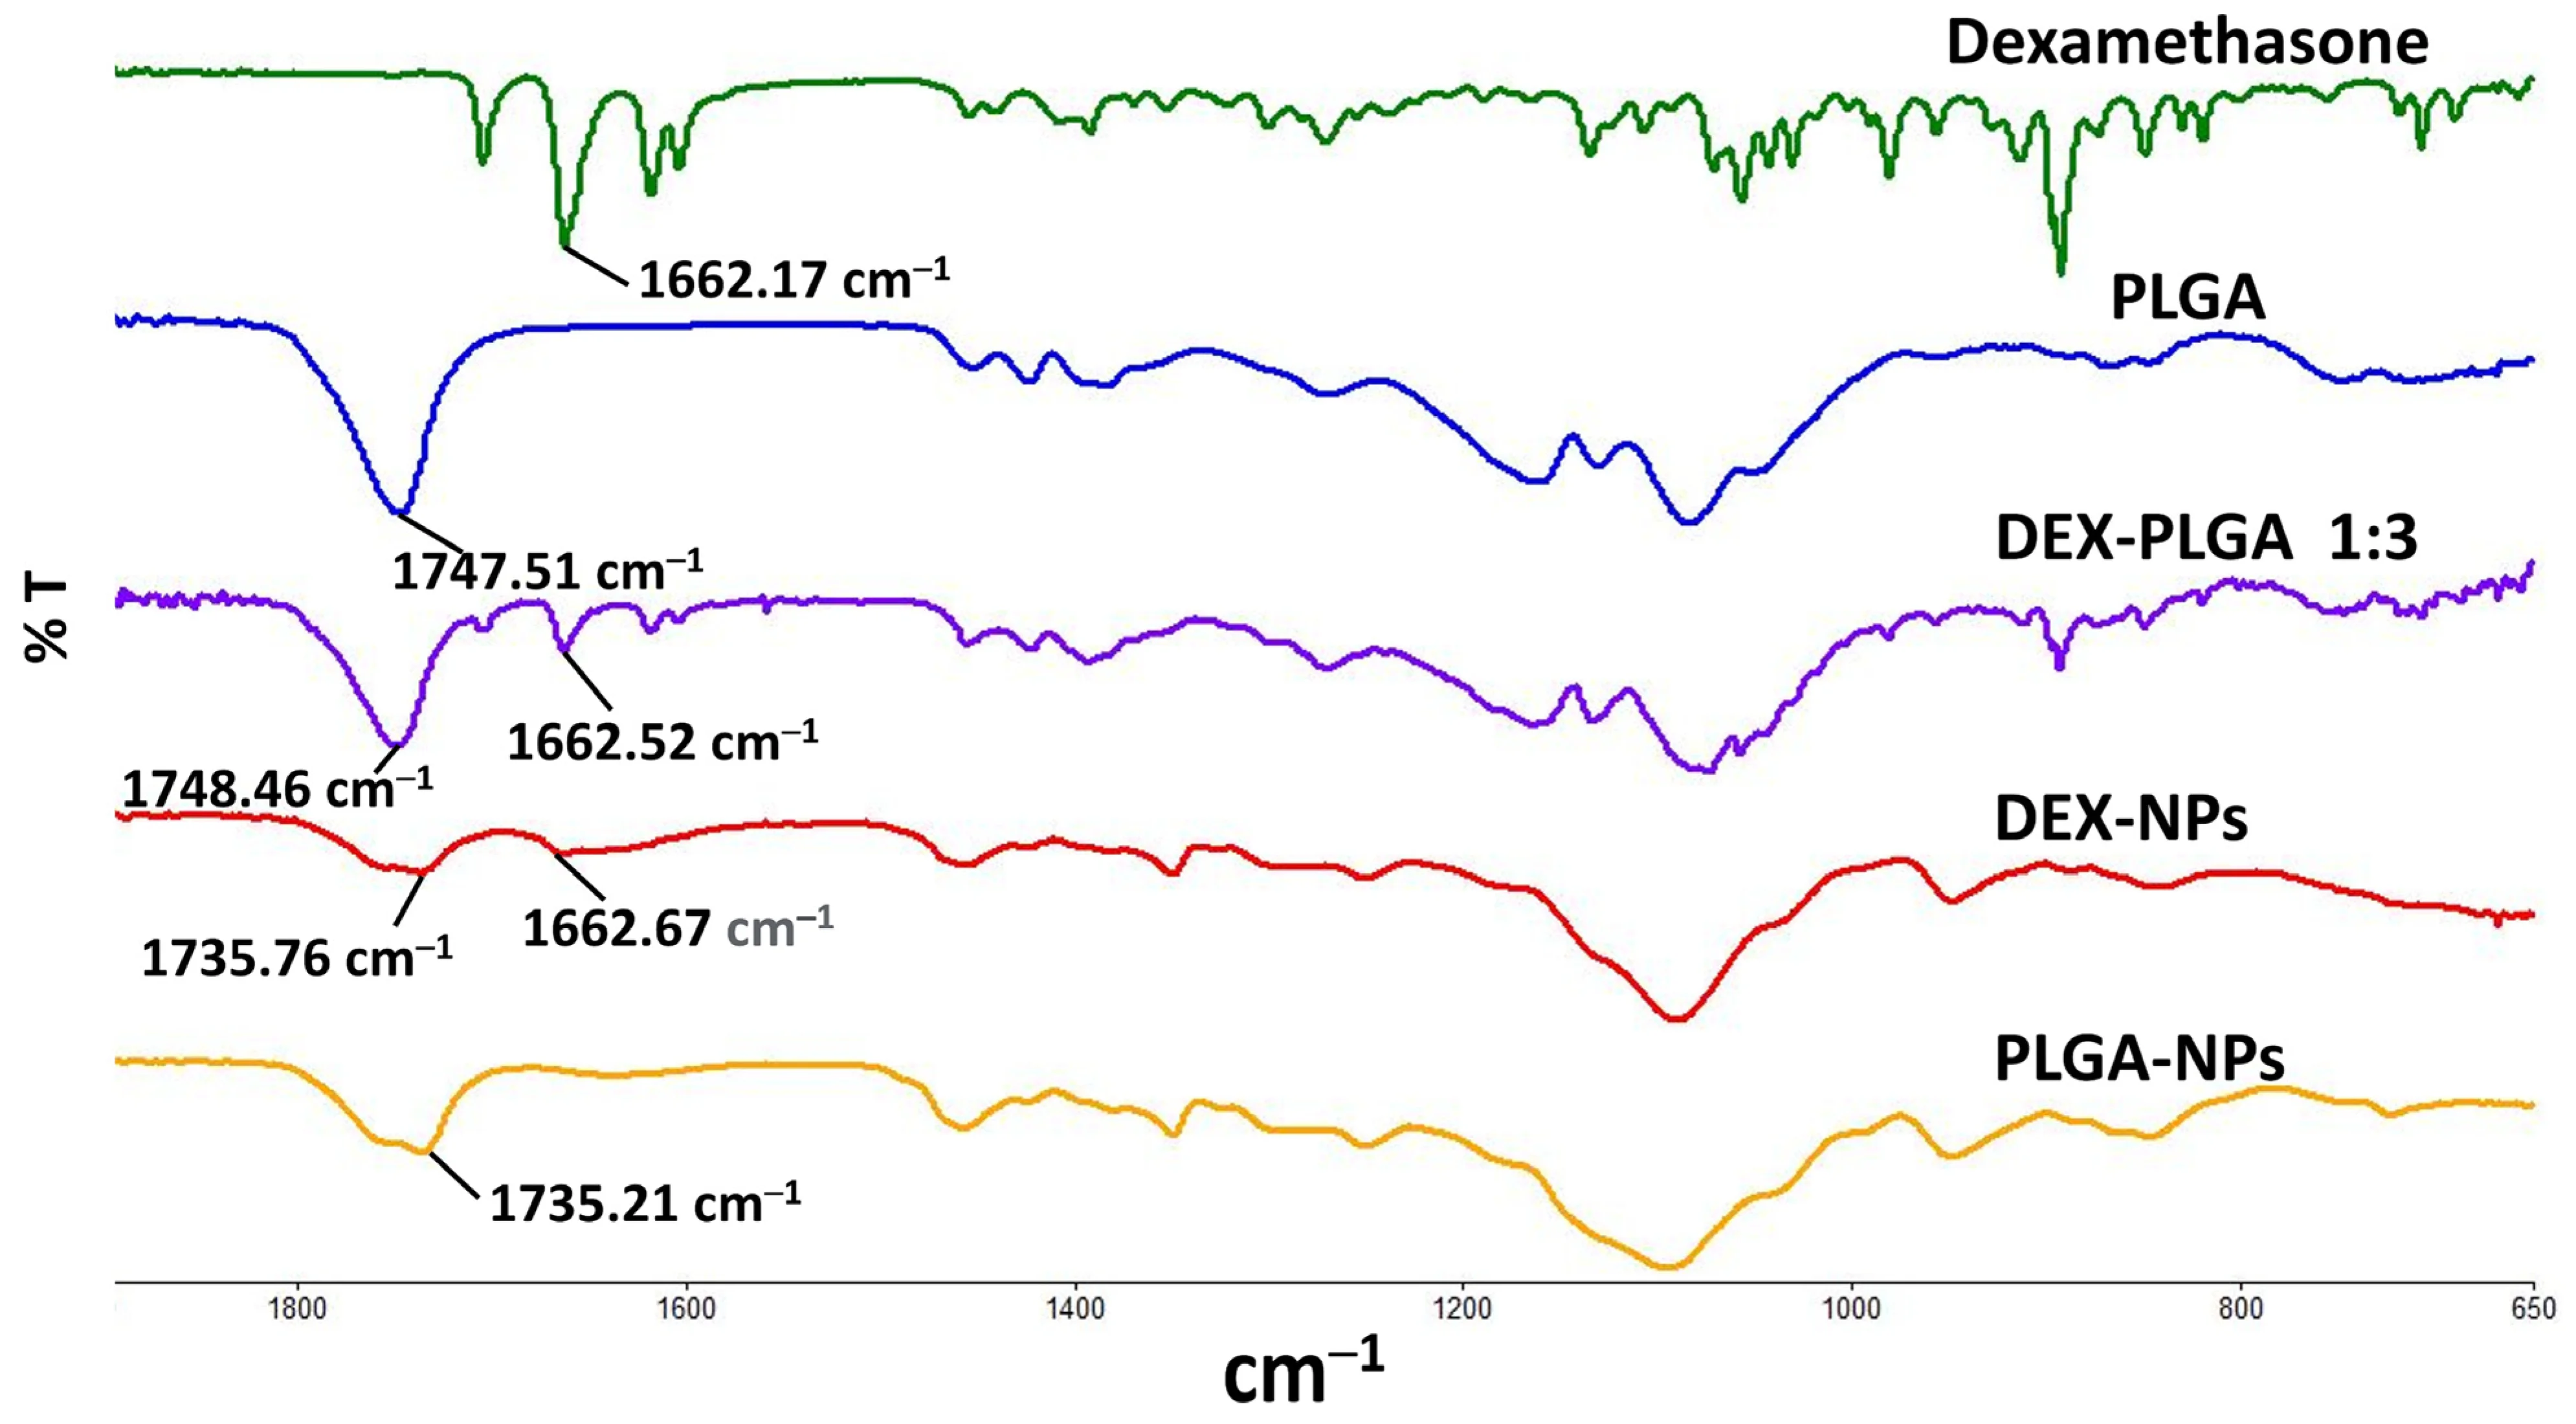 Dexamethasone
1662.17 cm⁻¹
PLGA
1747.51 cm⁻¹
DEX-PLGA 1:3
% T
1662.52 cm⁻¹
1748.46 cm⁻¹
DEX-NPs
1662.67 cm⁻¹
1735.76 cm⁻¹
PLGA-NPs
1735.21 cm⁻¹
1800 1600 1400 1200 1000 800 650
cm⁻¹